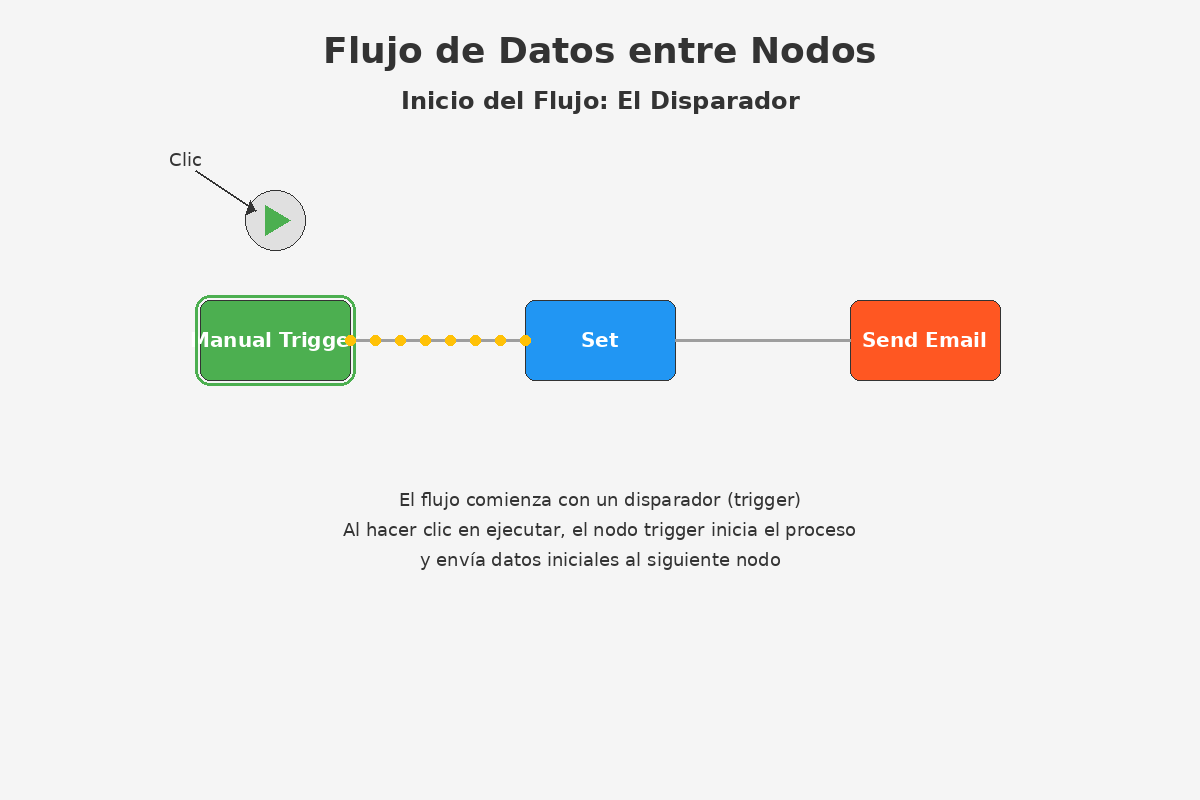 Flujo de Datos entre Nodos
Inicio del Flujo: El Disparador
Clic
Manual Trigge
Set
Send Email
El flujo comienza con un disparador (trigger)
Al hacer clic en ejecutar, el nodo trigger inicia el proceso
y envía datos iniciales al siguiente nodo